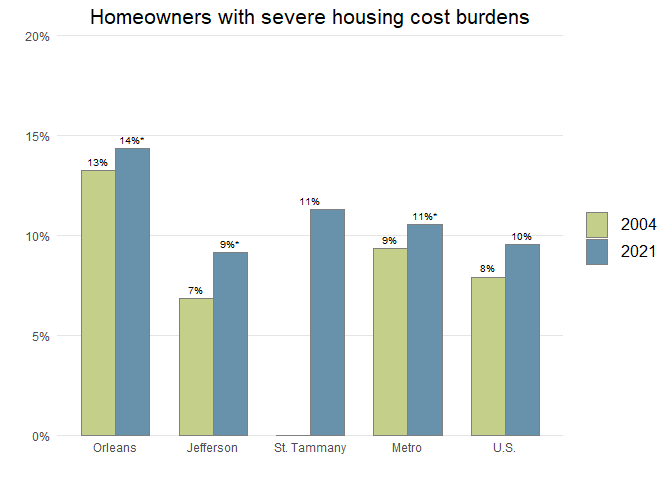 Homeowners with severe housing cost burdens
20%
15%
10%
5%
0%
13%
14%*
7%
9%*
11%
9%
11%*
8%
10%
Orleans
Jefferson
St. Tammany
Metro
U.S.
2004
2021